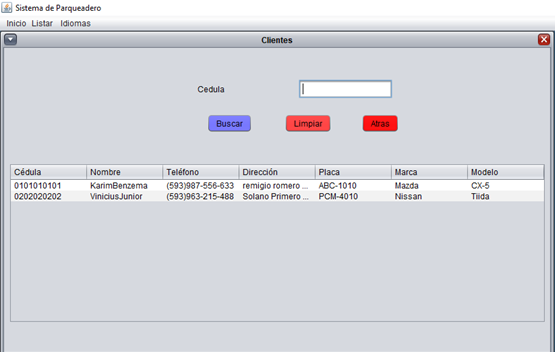 Sistema de Parqueadero
Inicio Listar Idiomas
Clientes
Cedula
Buscar Limpiar Atras
Cédula Nombre Teléfono Dirección Placa Marca Modelo
0101010101 KarimBenzema (593)987-556-633 remigio romero ... ABC-1010 Mazda CX-5
0202020202 ViniciusJunior (593)963-215-488 Solano Primero ... PCM-4010 Nissan Tiida